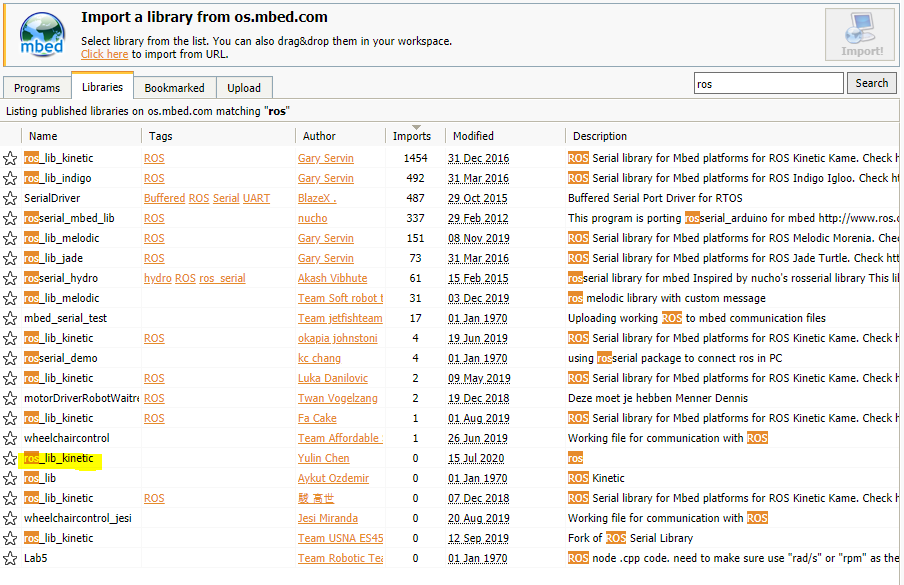 Import a library from os.mbed.com
mbed
Select library from the list. You can also drag&drop them in your workspace.
Click here to import from URL.
Import!
Programs Libraries Bookmarked Upload ros Search
Listing published libraries on os.mbed.com matching "ros"
Name Tags Author Imports Modified Description
ros_lib_kinetic ROS Gary Servin 1454 31 Dec 2016 ROS Serial library for Mbed platforms for ROS Kinetic Kame. Check h
ros_lib_indigo ROS Gary Servin 492 31 Mar 2016 ROS Serial library for Mbed platforms for ROS Indigo Igloo. Check h
SerialDriver Buffered ROS Serial UART BlazeX . 487 29 Oct 2015 Buffered Serial Port Driver for RTOS
rosserial_mbed_lib ROS nucho 337 29 Feb 2012 This program is porting rosserial_arduino for mbed http://www.ros.o
ros_lib_melodic ROS Gary Servin 151 08 Nov 2019 ROS Serial library for Mbed platforms for ROS Melodic Morenia. Chec
ros_lib_jade ROS Gary Servin 73 31 Mar 2016 ROS Serial library for Mbed platforms for ROS Jade Turtle. Check htt
rosserial_hydro hydro ROS ros_serial Akash Vibhute 61 15 Feb 2015 rosserial library for mbed Inspired by nucho's rosserial library This lil
ros_lib_melodic Team Soft robot t 31 03 Dec 2019 ros melodic library with custom message
mbed_serial_test Team jetfishteam 17 01 Jan 1970 Uploading working ROS to mbed communication files
ros_lib_kinetic ROS okapia johnstoni 4 19 Jun 2019 ROS Serial library for Mbed platforms for ROS Kinetic Kame. Check h
rosserial_demo kc chang 4 01 Jan 1970 using rosserial package to connect ros in PC
ros_lib_kinetic ROS Luka Danilovic 2 09 May 2019 ROS Serial library for Mbed platforms for ROS Kinetic Kame. Check h
motorDriverRobotWaitre ROS Twan Vogelzang 2 19 Dec 2018 Deze moet je hebben Menner Dennis
ros_lib_kinetic ROS Fa Cake 1 01 Aug 2019 ROS Serial library for Mbed platforms for ROS Kinetic Kame. Check h
wheelchaircontrol Team Affordable 1 26 Jun 2019 Working file for communication with ROS
ros_lib_kinetic Yulin Chen 0 15 Jul 2020 ros
ros_lib Aykut Ozdemir 0 01 Jan 1970 ROS Kinetic
ros_lib_kinetic ROS 駿 高世 0 07 Dec 2018 ROS Serial library for Mbed platforms for ROS Kinetic Kame. Check h
wheelchaircontrol_jesi Jesi Miranda 0 20 Aug 2019 Working file for communication with ROS
ros_lib_kinetic Team USNA ES45 0 12 Sep 2019 Fork of ROS Serial Library
Lab5 Team Robotic Tea 0 01 Jan 1970 ROS node .cpp code. need to make sure use "rad/s" or "rpm" as the